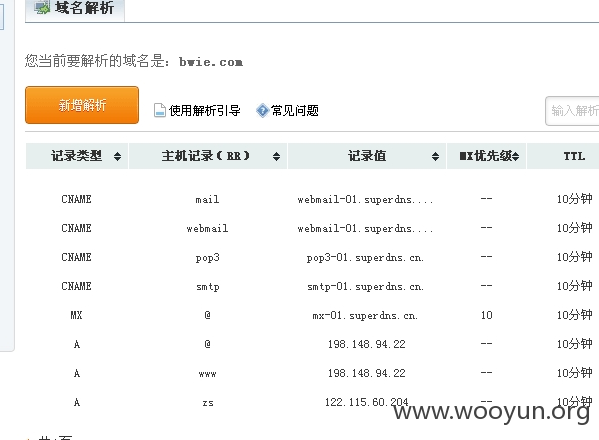 域名解析
您当前要解析的域名是：bwie.com
新增解析 使用解析引导 常见问题 输入解析
记录类型 主机记录（RR） 记录值 MX优先级 TTL
CNAME mail webmail-01.superdns.... -- 10分钟
CNAME webmail webmail-01.superdns.... -- 10分钟
CNAME pop3 pop3-01.superdns.cn. -- 10分钟
CNAME smtp smtp-01.superdns.cn. -- 10分钟
MX @ mx-01.superdns.cn. 10 10分钟
A @ 198.148.94.22 -- 10分钟
A www 198.148.94.22 -- 10分钟
A zs 122.115.60.204 -- 10分钟
www.wooyun.org